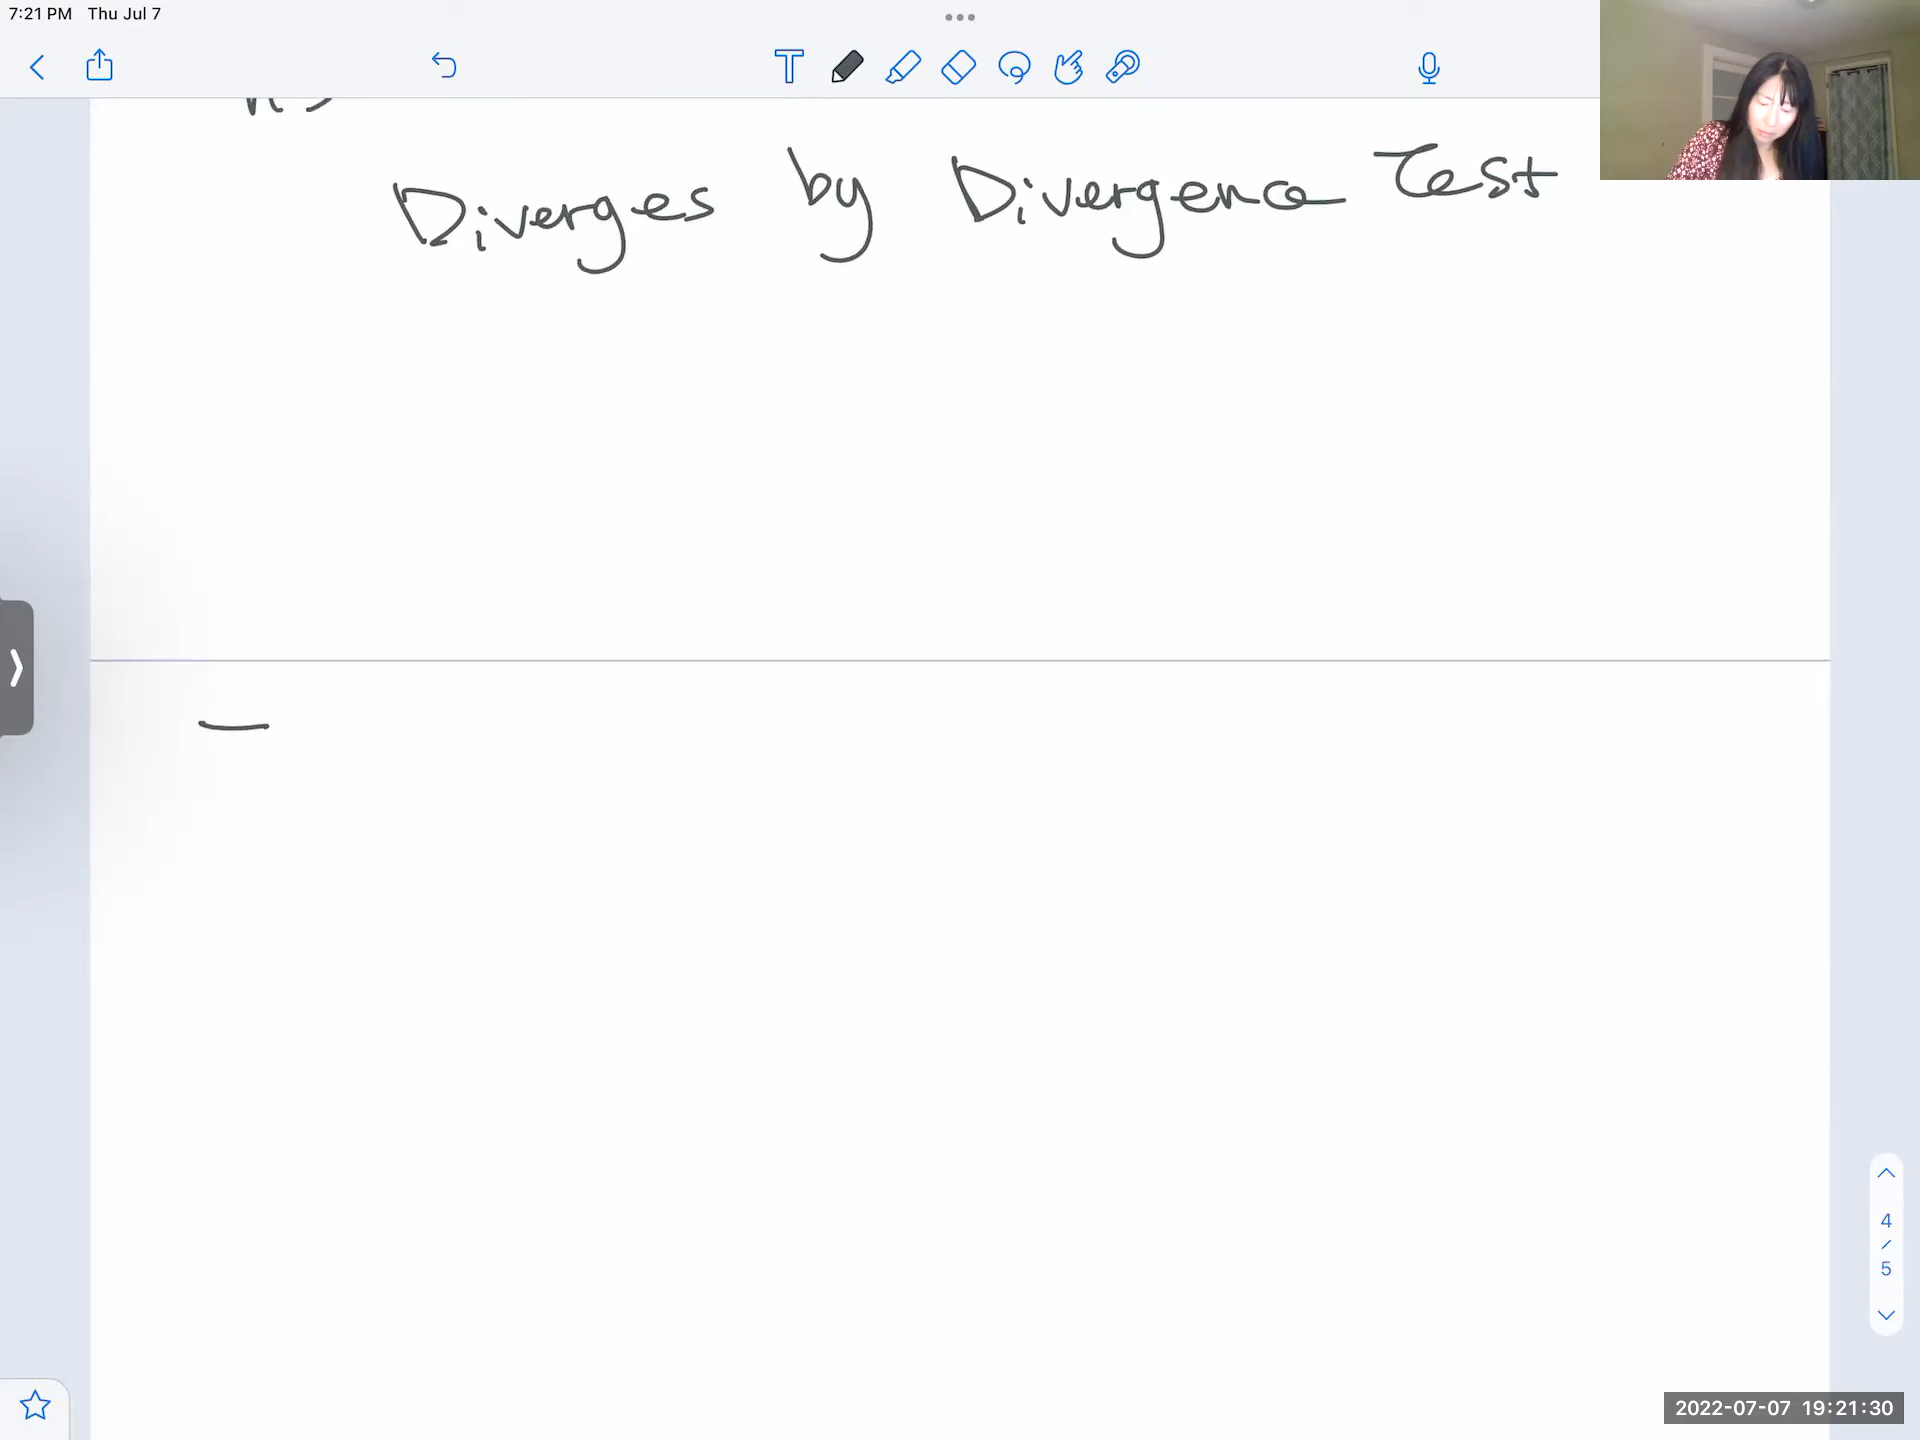 7:21 PM Thu Jul 7
Diverges by Divergence Test
4
/
5
2022-07-07 19:21:30